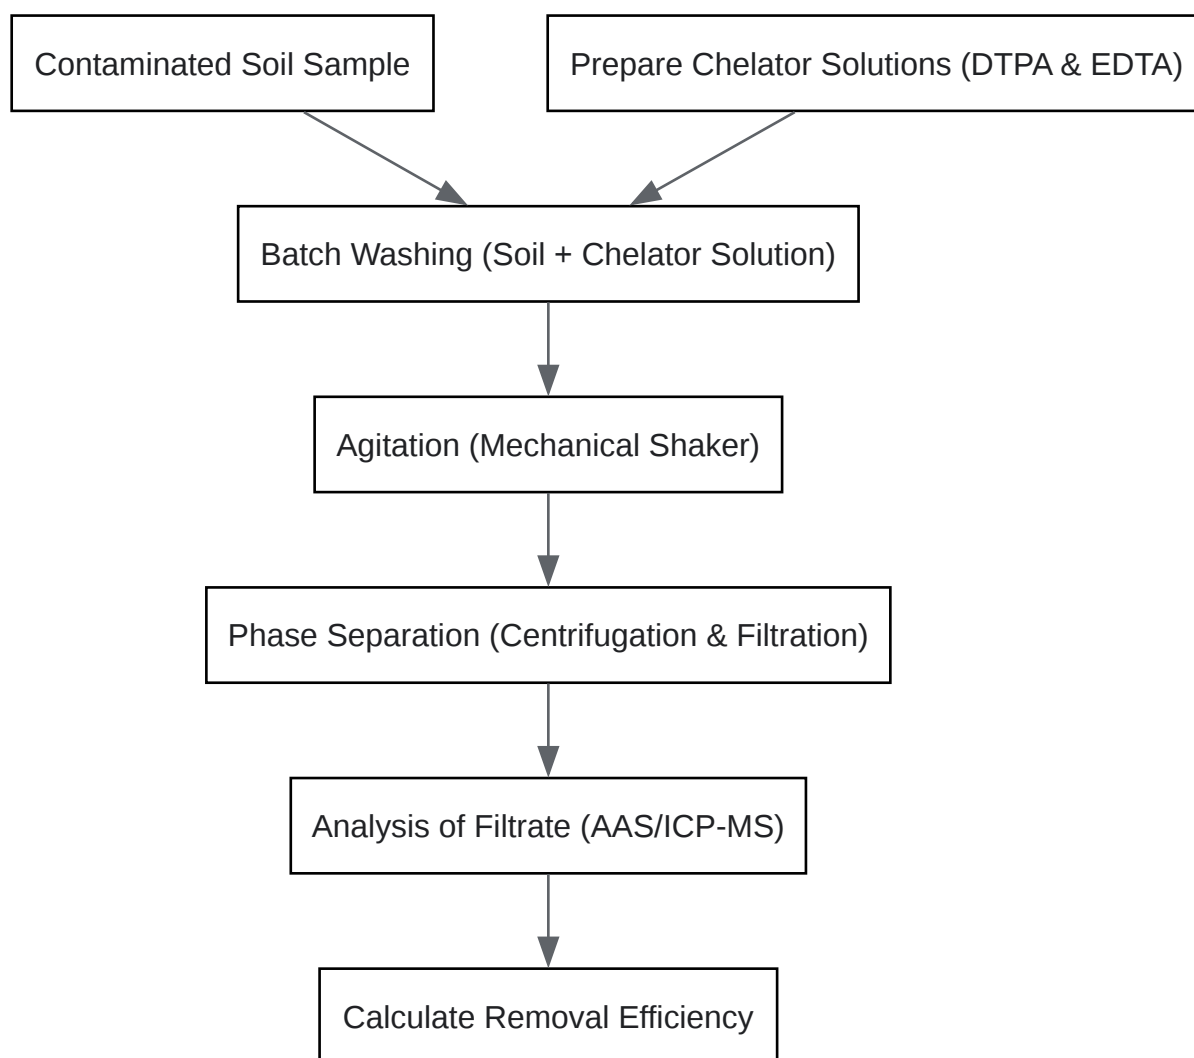 Contaminated Soil Sample
Prepare Chelator Solutions (DTPA & EDTA)
Batch Washing (Soil + Chelator Solution)
Agitation (Mechanical Shaker)
Phase Separation (Centrifugation & Filtration)
Analysis of Filtrate (AAS/ICP-MS)
Calculate Removal Efficiency